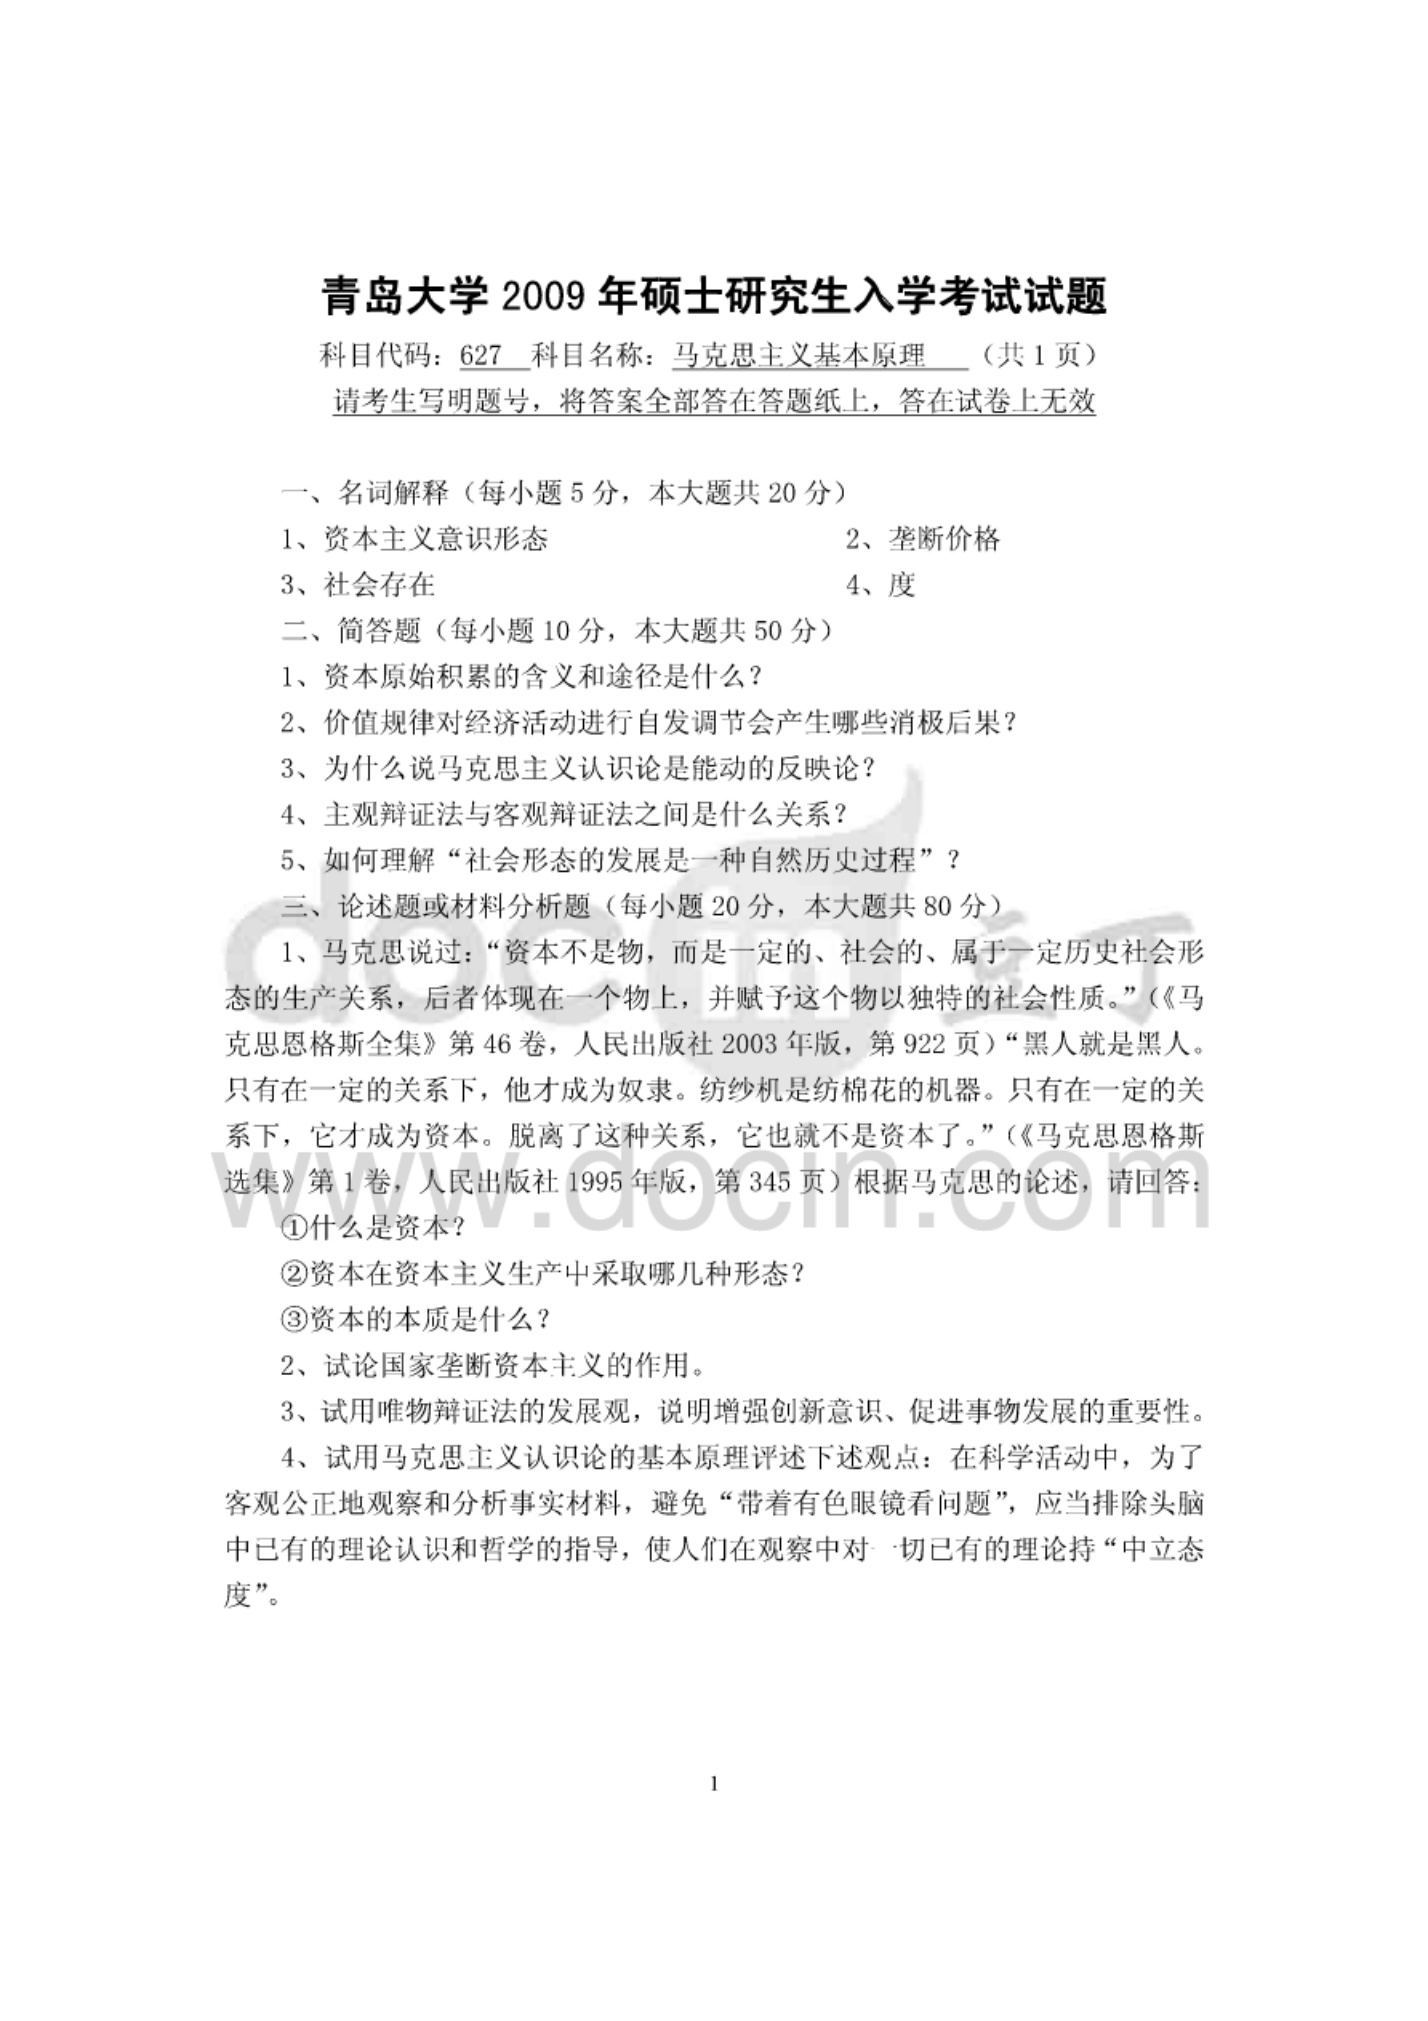 青岛大学 2009 年硕士研究生入学考试试题
科目代码：627 科目名称：马克思主义基本原理 （共 1 页）
请考生写明题号，将答案全部答在答题纸上，答在试卷上无效
一、名词解释（每小题 5 分，本大题共 20 分）
1、资本主义意识形态 2、垄断价格
3、社会存在 4、度
二、简答题（每小题 10 分，本大题共 50 分）
1、资本原始积累的含义和途径是什么？
2、价值规律对经济活动进行自发调节会产生哪些消极后果？
3、为什么说马克思主义认识论是能动的反映论？
4、主观辩证法与客观辩证法之间是什么关系？
5、如何理解“社会形态的发展是一种自然历史过程”？
三、论述题或材料分析题（每小题 20 分，本大题共 80 分）
1、马克思说过：“资本不是物，而是一定的、社会的、属于一定历史社会形
态的生产关系，后者体现在一个物上，并赋予这个物以独特的社会性质。”（《马
克思恩格斯全集》第 46 卷，人民出版社 2003 年版，第 922 页）“黑人就是黑人。
只有在一定的关系下，他才成为奴隶。纺纱机是纺棉花的机器。只有在一定的关
系下，它才成为资本。脱离了这种关系，它也就不是资本了。”（《马克思恩格斯
选集》第 1 卷，人民出版社 1995 年版，第 345 页）根据马克思的论述，请回答：
①什么是资本？
②资本在资本主义生产中采取哪几种形态？
③资本的本质是什么？
2、试论国家垄断资本主义的作用。
3、试用唯物辩证法的发展观，说明增强创新意识、促进事物发展的重要性。
4、试用马克思主义认识论的基本原理评述下述观点：在科学活动中，为了
客观公正地观察和分析事实材料，避免“带着有色眼镜看问题”，应当排除头脑
中已有的理论认识和哲学的指导，使人们在观察中对一切已有的理论持“中立态
度”。
docin 豆丁
www.docin.com
1